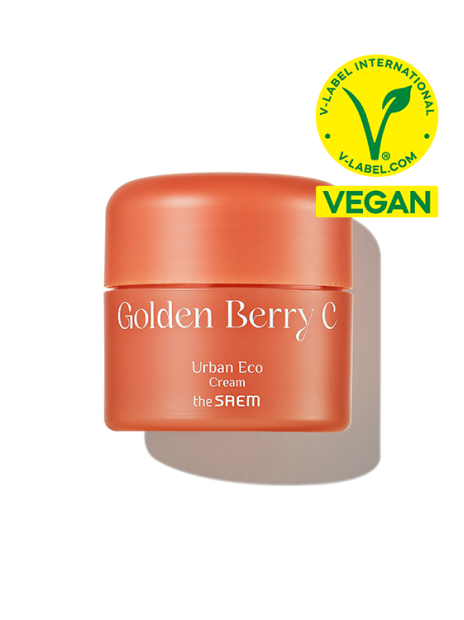 V-LABEL INTERNATIONAL
• V-LABEL.COM •
®
VEGAN
Golden Berry C
Urban Eco
Cream
the SAEM